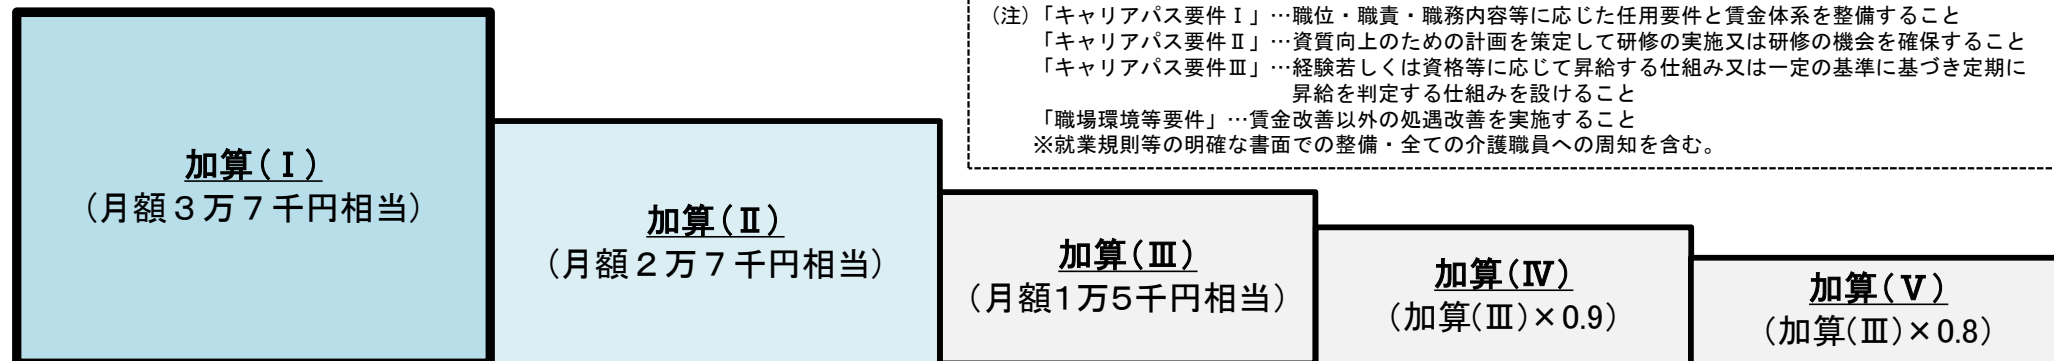 （注）「キャリアパス要件Ⅰ」…職位・職責・職務内容等に応じた任用要件と賃金体系を整備すること
「キャリアパス要件Ⅱ」…資質向上のための計画を策定して研修の実施又は研修の機会を確保すること
「キャリアパス要件Ⅲ」…経験若しくは資格等に応じて昇給する仕組み又は一定の基準に基づき定期に
昇給を判定する仕組みを設けること
「職場環境等要件」…賃金改善以外の処遇改善を実施すること
※就業規則等の明確な書面での整備・全ての介護職員への周知を含む。
加算（Ⅰ）
（月額３万７千円相当）
加算（Ⅱ）
（月額２万７千円相当）
加算（Ⅲ）
（月額1万5千円相当）
加算（Ⅳ）
（加算(Ⅲ)×0.9）
加算（Ⅴ）
（加算(Ⅲ)×0.8）